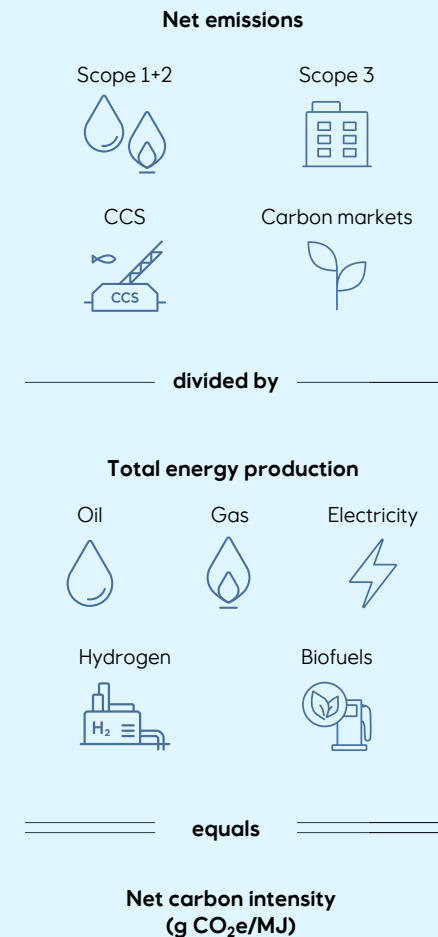 Net emissions
Scope 1+2 Scope 3
CCS Carbon markets
CCS
divided by
Total energy production
Oil Gas Electricity
Hydrogen Biofuels
H₂
equals
Net carbon intensity
(g CO₂e/MJ)